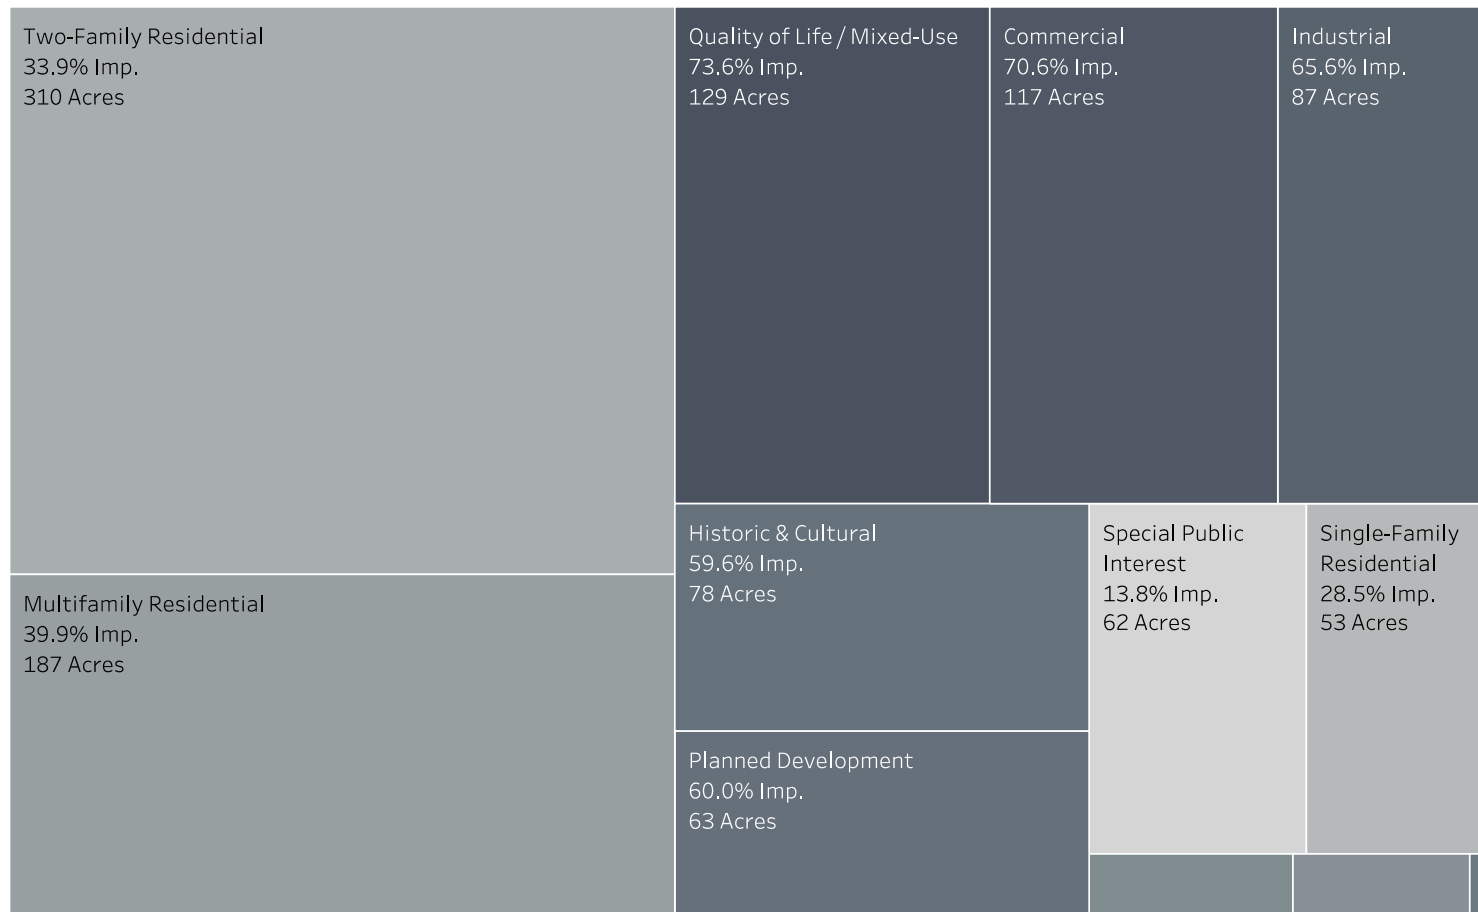 Two-Family Residential
33.9% Imp.
310 Acres
Multifamily Residential
39.9% Imp.
187 Acres
Quality of Life / Mixed-Use
73.6% Imp.
129 Acres
Commercial
70.6% Imp.
117 Acres
Industrial
65.6% Imp.
87 Acres
Historic & Cultural
59.6% Imp.
78 Acres
Planned Development
60.0% Imp.
63 Acres
Special Public
Interest
13.8% Imp.
62 Acres
Single-Family
Residential
28.5% Imp.
53 Acres